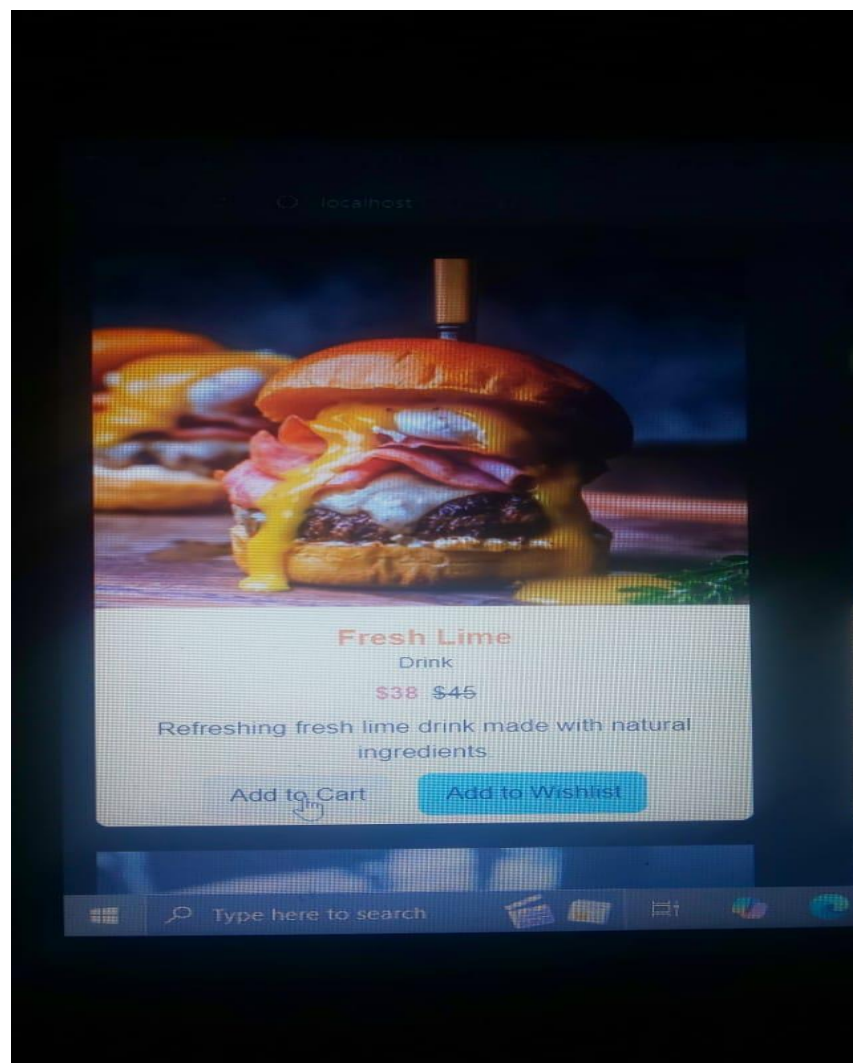 localhost
Fresh Lime
Drink
$38 $45
Refreshing fresh lime drink made with natural
ingredients
Add to Cart Add to Wishlist
Type here to search